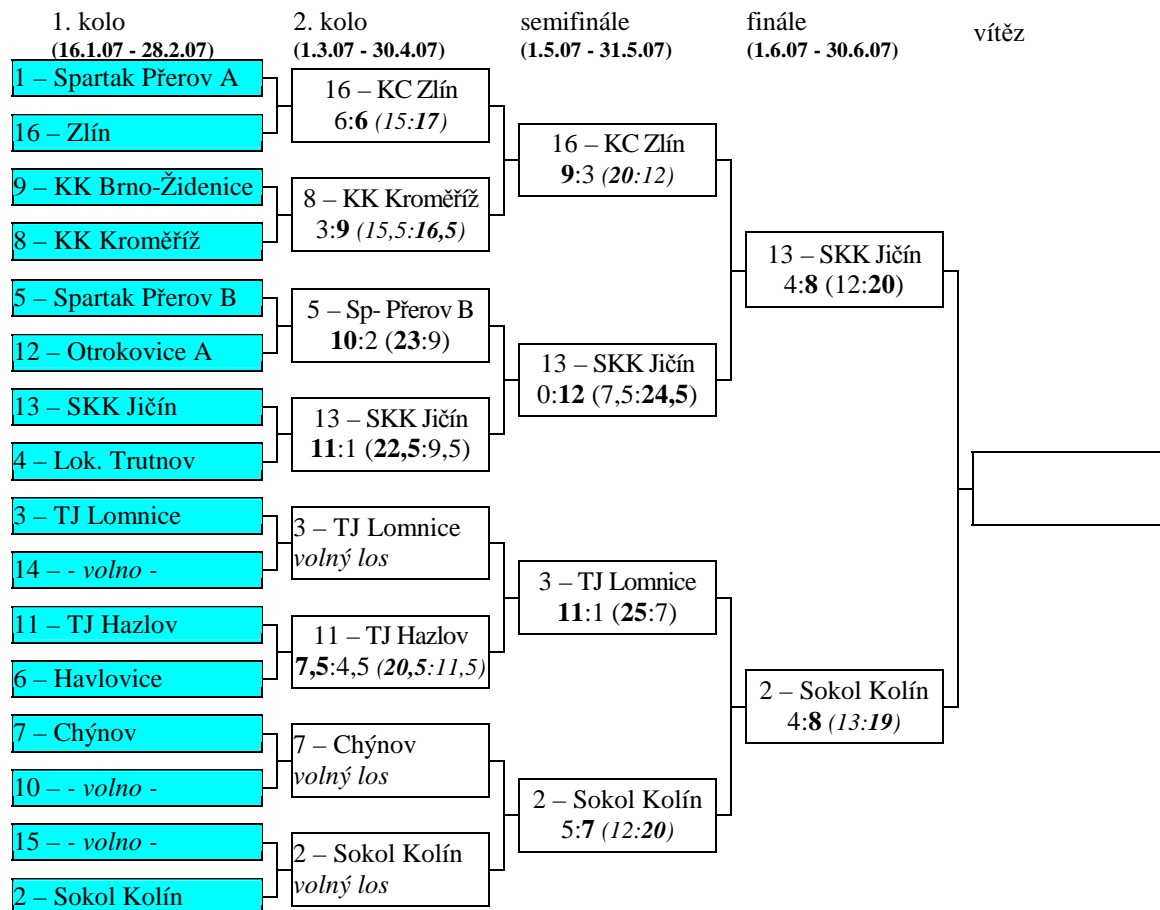 1. kolo
(16.1.07 - 28.2.07)
2. kolo
(1.3.07 - 30.4.07)
semifinále
(1.5.07 - 31.5.07)
finále
(1.6.07 - 30.6.07)
vítěz
1 – Spartak Přerov A
16 – Zlín
9 – KK Brno-Židenice
8 – KK Kroměříž
5 – Spartak Přerov B
12 – Otrokovice A
13 – SKK Jičín
4 – Lok. Trutnov
3 – TJ Lomnice
14 – - volno -
11 – TJ Hazlov
6 – Havlovice
7 – Chýnov
10 – - volno -
15 – - volno -
2 – Sokol Kolín
16 – KC Zlín
6:6 (15:17)
8 – KK Kroměříž
3:9 (15,5:16,5)
5 – Sp- Přerov B
10:2 (23:9)
13 – SKK Jičín
11:1 (22,5:9,5)
3 – TJ Lomnice
volný los
11 – TJ Hazlov
7,5:4,5 (20,5:11,5)
7 – Chýnov
volný los
2 – Sokol Kolín
volný los
16 – KC Zlín
9:3 (20:12)
13 – SKK Jičín
0:12 (7,5:24,5)
3 – TJ Lomnice
11:1 (25:7)
2 – Sokol Kolín
5:7 (12:20)
13 – SKK Jičín
4:8 (12:20)
2 – Sokol Kolín
4:8 (13:19)